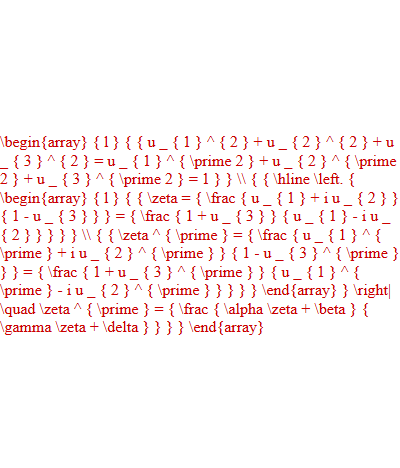 \begin{array} { 1 } { { u _ { 1 } ^ { 2 } + u _ { 2 } ^ { 2 } + u
_ { 3 } ^ { 2 } = u _ { 1 } ^ { \prime 2 } + u _ { 2 } ^ { \prime
2 } + u _ { 3 } ^ { \prime 2 } = 1 } } \\ { { \hline \left. {
\begin{array} { 1 } { { \zeta = { \frac { u _ { 1 } + i u _ { 2 } }
{ 1 - u _ { 3 } } } = { \frac { 1 + u _ { 3 } } { u _ { 1 } - i u _
{ 2 } } } } } \\ { { \zeta ^ { \prime } = { \frac { u _ { 1 } ^ {
\prime } + i u _ { 2 } ^ { \prime } } { 1 - u _ { 3 } ^ { \prime }
} } = { \frac { 1 + u _ { 3 } ^ { \prime } } { u _ { 1 } ^ {
\prime } - i u _ { 2 } ^ { \prime } } } } } } \end{array} } \right|
\quad \zeta ^ { \prime } = { \frac { \alpha \zeta + \beta } {
\gamma \zeta + \delta } } } } \end{array}